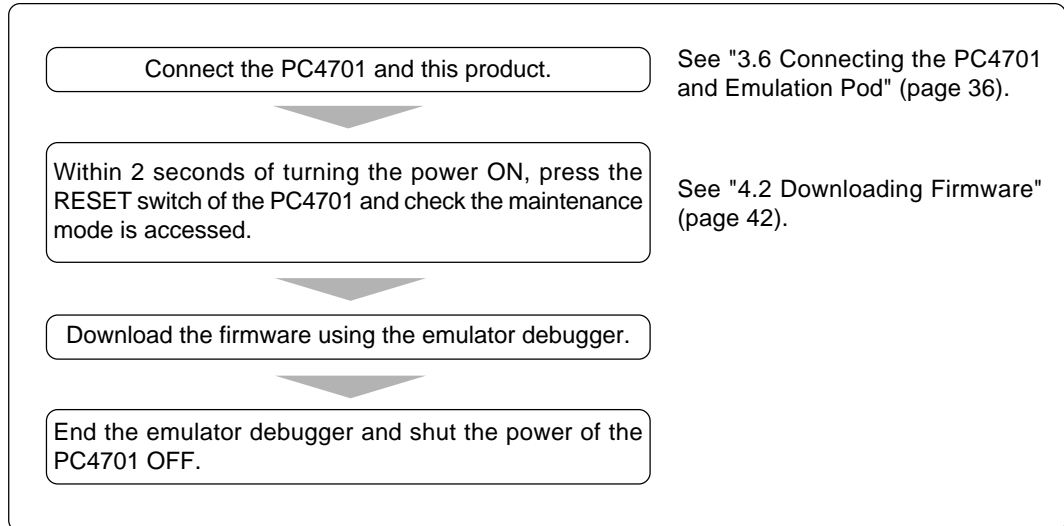 Connect the PC4701 and this product.
See "3.6 Connecting the PC4701
and Emulation Pod" (page 36).
Within 2 seconds of turning the power ON, press the
RESET switch of the PC4701 and check the maintenance
mode is accessed.
See "4.2 Downloading Firmware"
(page 42).
Download the firmware using the emulator debugger.
End the emulator debugger and shut the power of the
PC4701 OFF.